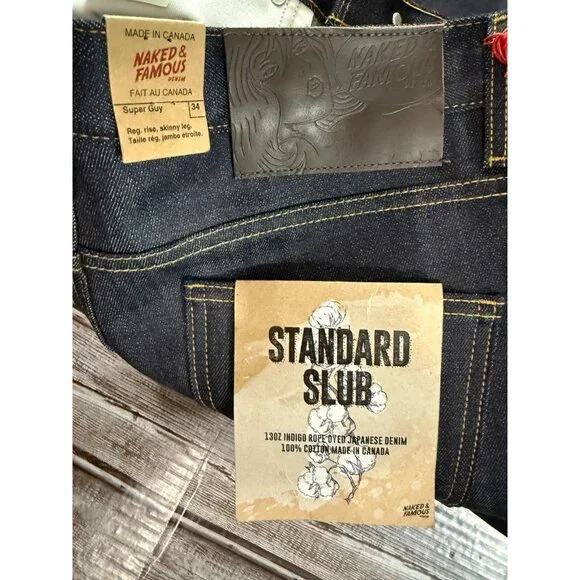 MADE IN CANADA
NAKED &
FAMOUS
DENIM
FAIT AU CANADA
Super Guy 34
Reg. rise, skinny leg.
Taille rég, jambe étroite.
NAKED &
FAMOUS
STANDARD
SLUB
13OZ INDIGO ROPE DYED JAPANESE DENIM
100% COTTON MADE IN CANADA
NAKED &
FAMOUS
DENIM